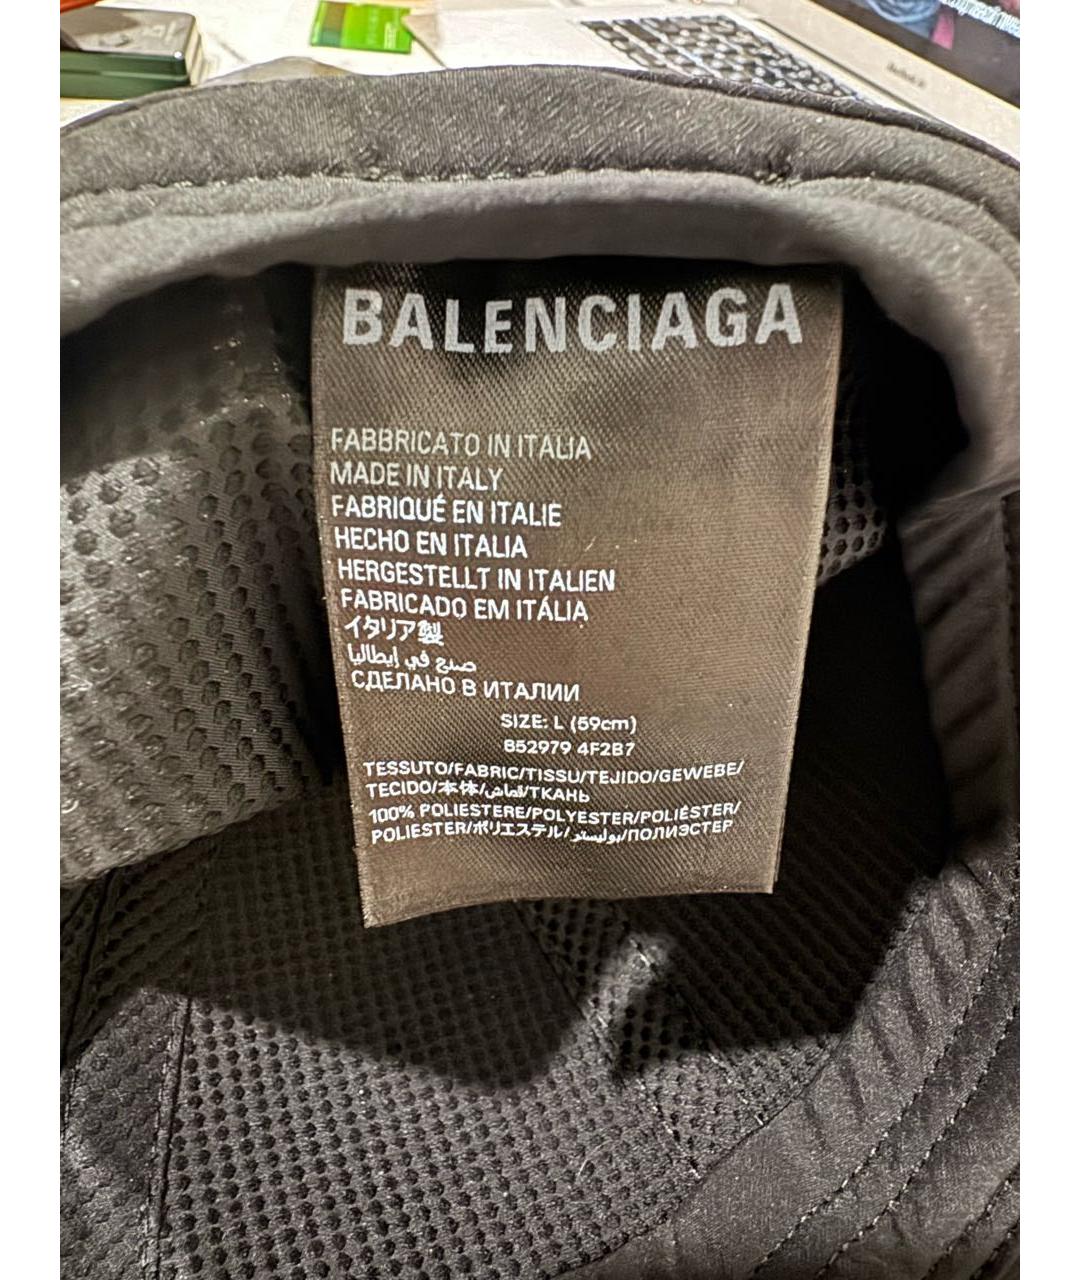 BALENCIAGA
FABBRICATO IN ITALIA
MADE IN ITALY
FABRIQUÉ EN ITALIE
HECHO EN ITALIA
HERGESTELLT IN ITALIEN
FABRICADO EM ITÁLIA
イタリア製
صنع في إيطاليا
СДЕЛАНО В ИТАЛИИ
SIZE: L (59cm)
852979 4F2B7
TESSUTO/FABRIC/TISSU/TEJIDO/GEWEBE/
TECIDO/本体/قماش/ТКАНЬ
100% POLIESTERE/POLYESTER/POLIÉSTER/
POLIESTER/ポリエステル/بوليستر/ПОЛИЭСТЕР